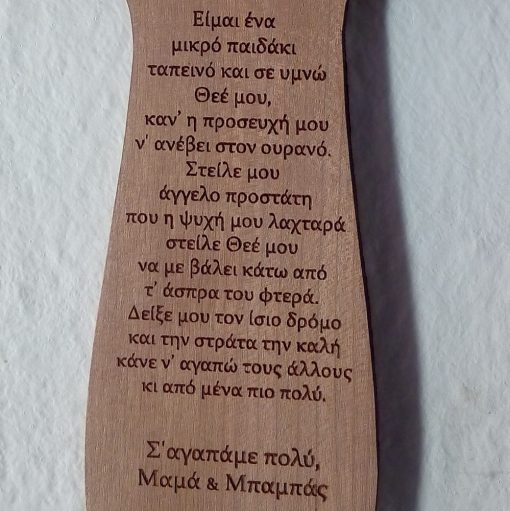 Είμαι ένα
μικρό παιδάκι
ταπεινό και σε υμνώ
Θεέ μου,
καν' η προσευχή μου
ν' ανέβει στον ουρανό.
Στείλε μου
άγγελο προστάτη
που η ψυχή μου λαχταρά
στείλε Θεέ μου
να με βάλει κάτω από
τ' άσπρα του φτερά.
Δείξε μου τον ίσιο δρόμο
και την στράτα την καλή
κάνε ν' αγαπώ τους άλλους
κι από μένα πιο πολύ.
Σ'αγαπάμε πολύ,
Μαμά & Μπαμπάς